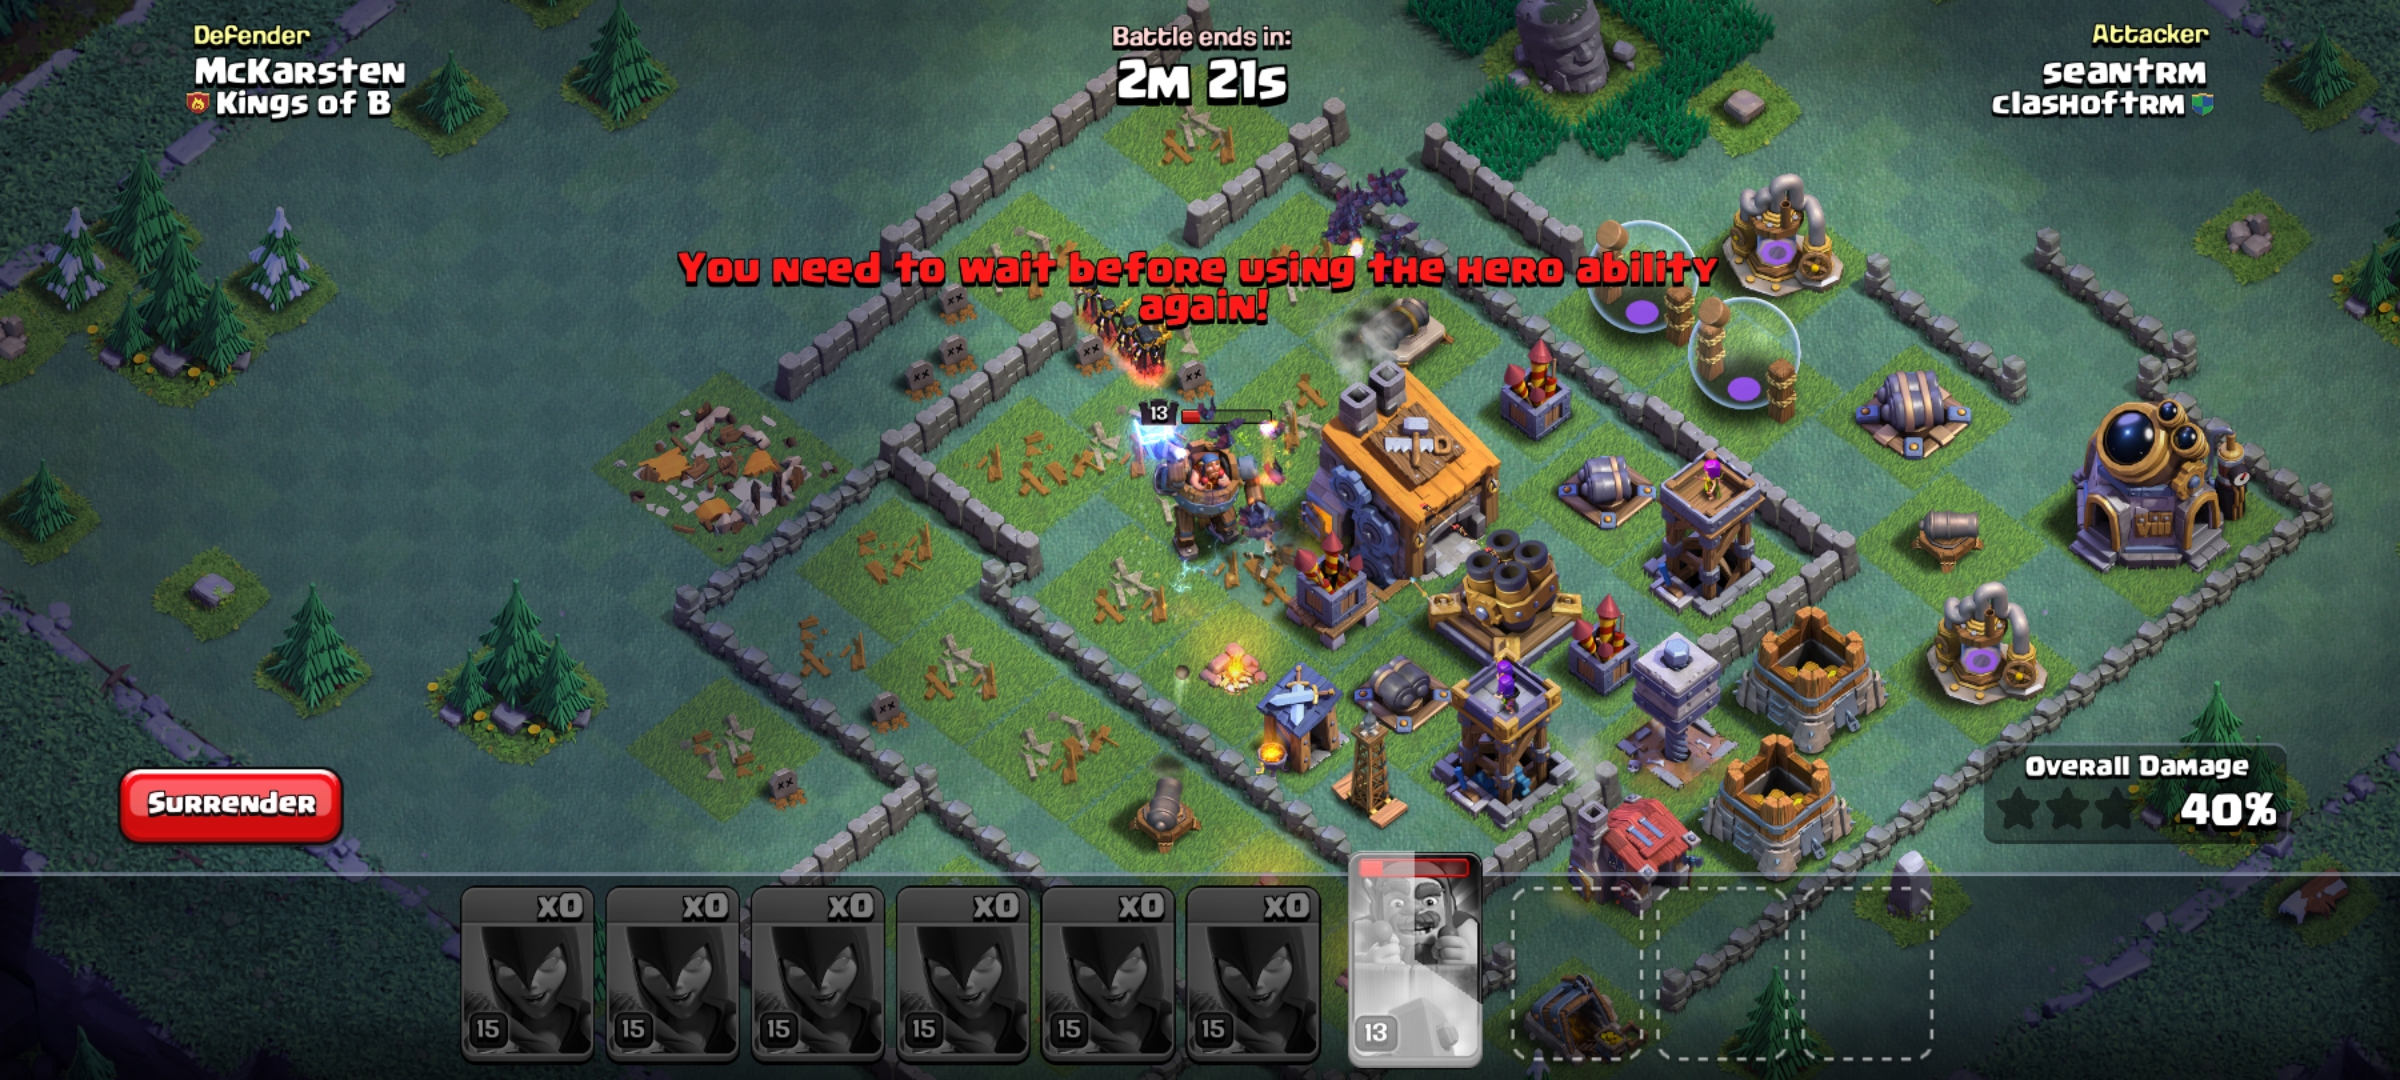 Defender
McKarsten
Kings of B
Battle ends in:
2M 21s
Attacker
seantRM
clashoftRM
You need to wait before using the Hero ability
again!
13
VIII
Surrender
Overall Damage
40%
x0 x0 x0 x0 x0 x0
15 15 15 15 15 15 13